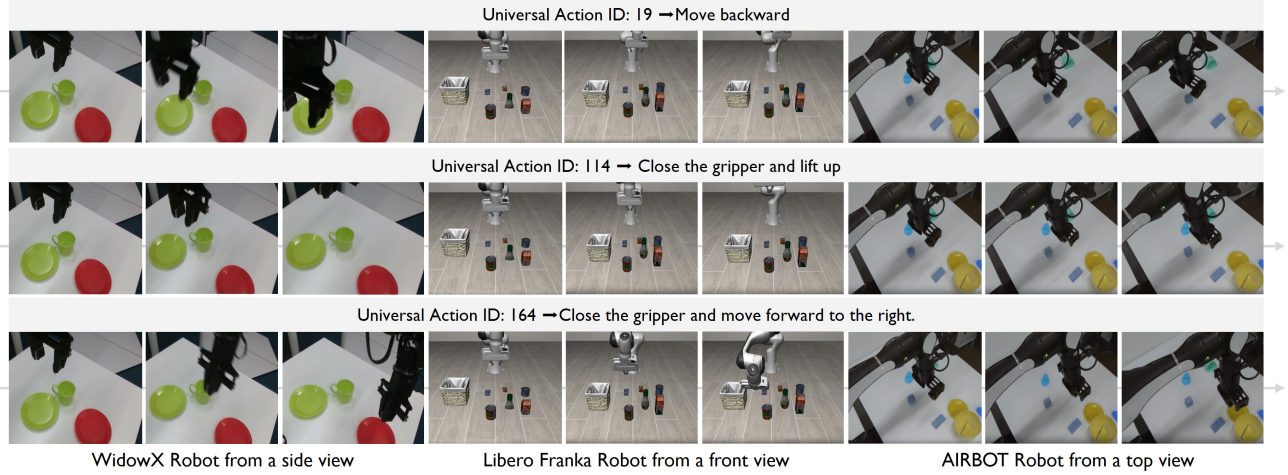 Universal Action ID: 19 ➞Move backward
Universal Action ID: 114 ➞ Close the gripper and lift up
Universal Action ID: 164 ➞Close the gripper and move forward to the right.
WidowX Robot from a side view
Libero Franka Robot from a front view
AIRBOT Robot from a top view